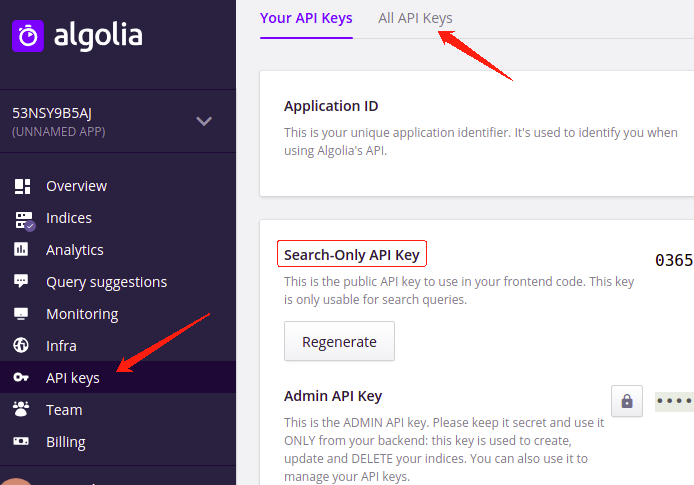 algolia
53NSY9B5AJ
(UNNAMED APP)
Overview
Indices
Analytics
Query suggestions
Monitoring
Infra
API keys
Team
Billing
Your API Keys
All API Keys
Application ID
This is your unique application identifier. It's used to identify you when
using Algolia's API.
Search-Only API Key
0365
This is the public API key to use in your frontend code. This key
is only usable for search queries.
Regenerate
Admin API Key
This is the ADMIN API key. Please keep it secret and use it
ONLY from your backend: this key is used to create,
update and DELETE your indices. You can also use it to
manage your API keys.